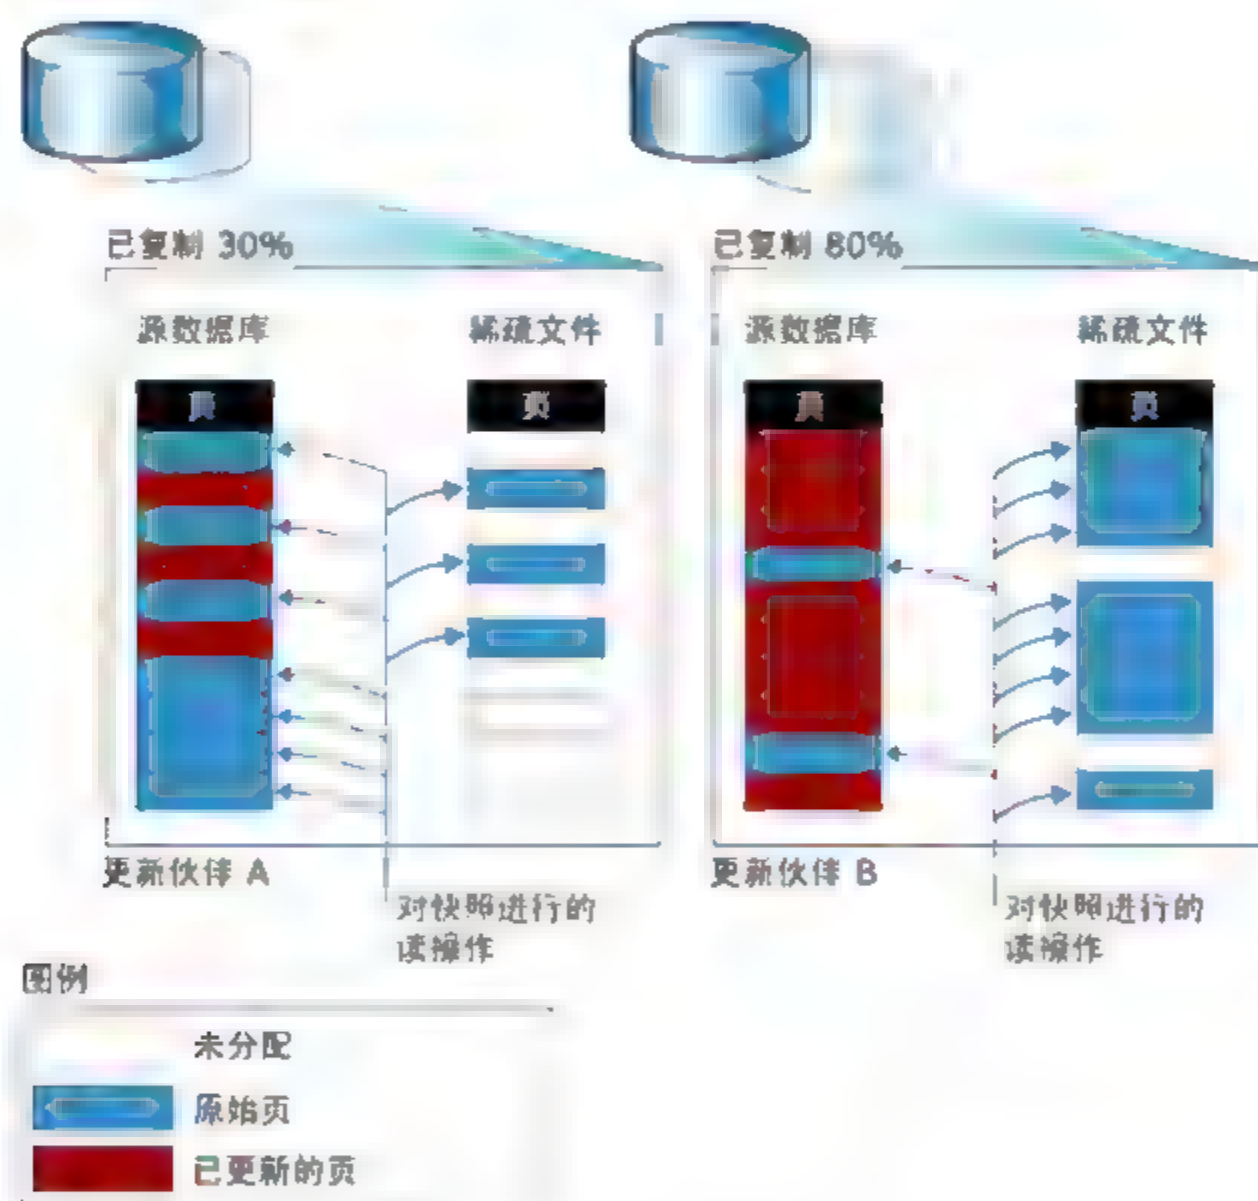 已复制 30%
源数据库
稀疏文件
页
页
更新伙伴 A
对快照进行的
读操作
已复制 80%
源数据库
稀疏文件
页
页
更新伙伴 B
对快照进行的
读操作
图例
未分配
原始页
已更新的页